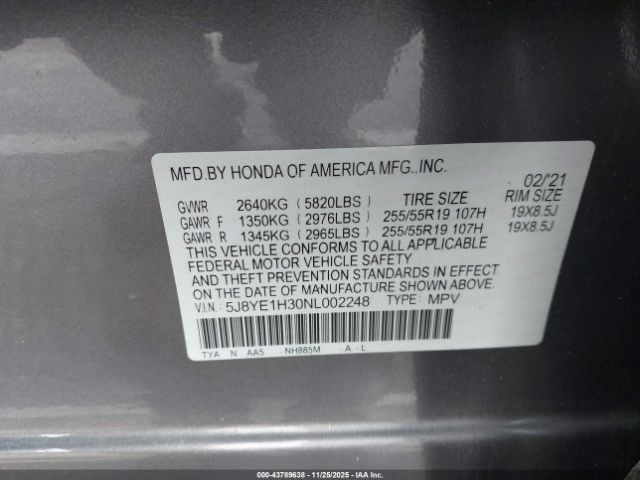 MFD.BY HONDA OF AMERICA MFG.,INC.
02/'21
GVWR 2640KG (5820LBS) TIRE SIZE RIM SIZE
GAWR F 1350KG (2976LBS) 255/55R19 107H 19X8.5J
GAWR R 1345KG (2965LBS) 255/55R19 107H 19X8.5J
THIS VEHICLE CONFORMS TO ALL APPLICABLE
FEDERAL MOTOR VEHICLE SAFETY
AND THEFT PREVENTION STANDARDS IN EFFECT
ON THE DATE OF MANUFACTURE SHOWN ABOVE.
V.I.N.: 5J8YE1H30NL002248 TYPE: MPV
TYA N AA5 -NH885M -A -L
000-43789638 - 11/25/2025 - IAA Inc.